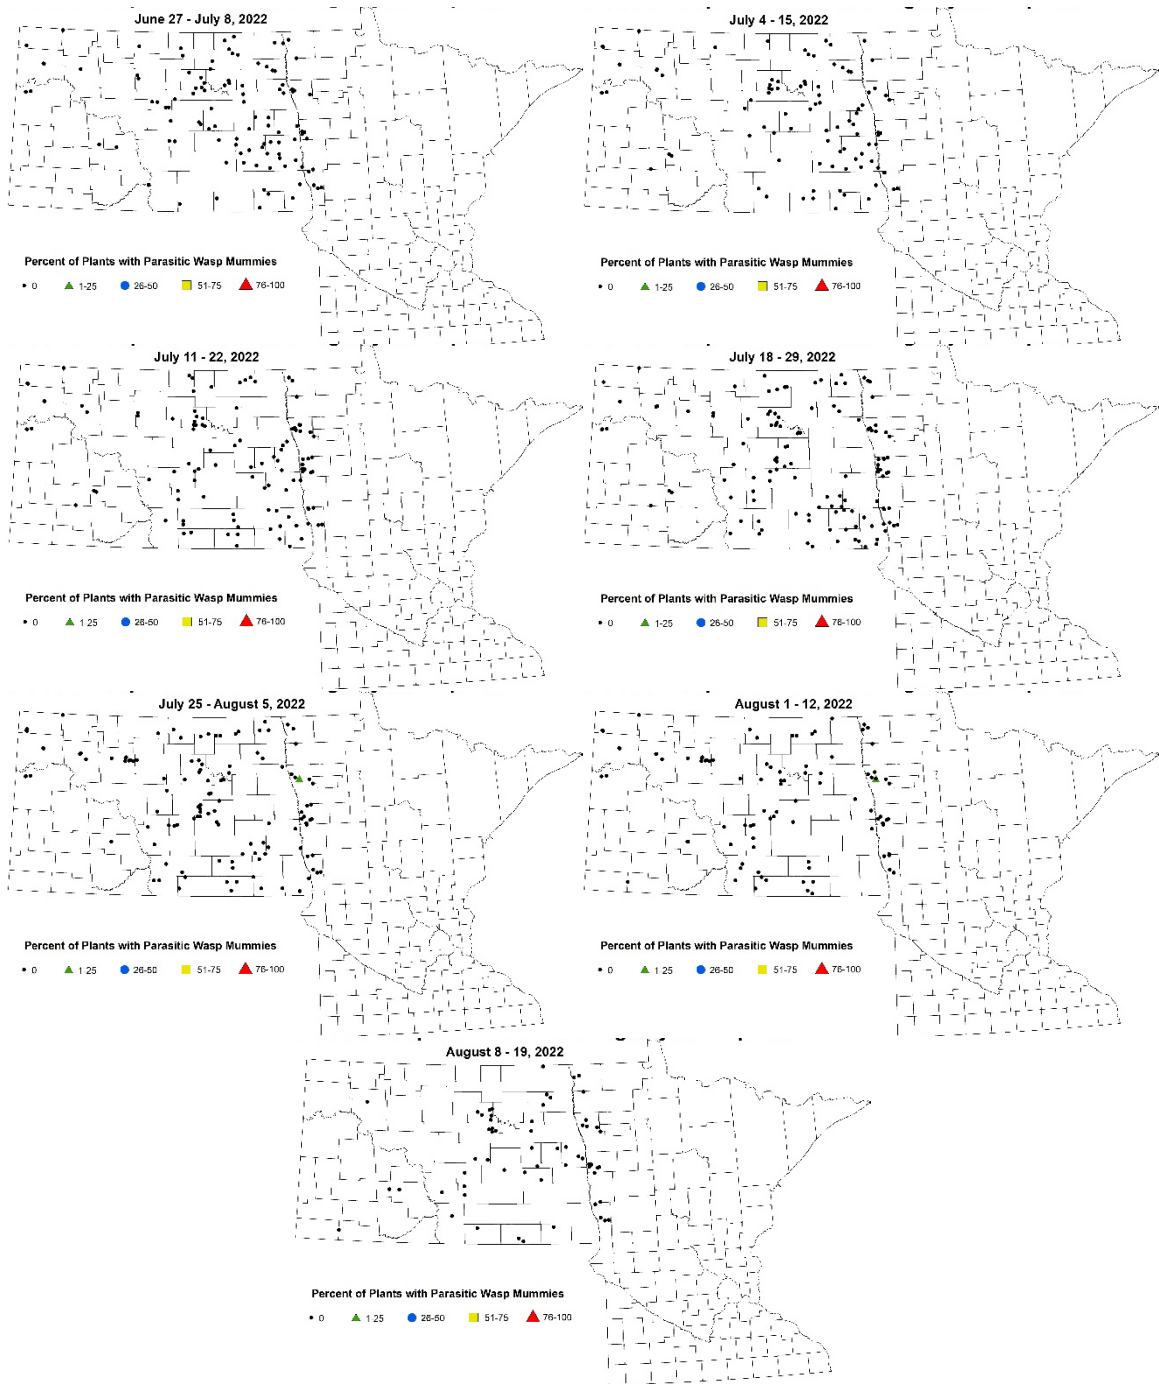 June 27 - July 8, 2022
Percent of Plants with Parasitic Wasp Mummies
0 1-25 26-50 51-75 76-100
July 4 - 15, 2022
Percent of Plants with Parasitic Wasp Mummies
0 1-25 26-50 51-75 76-100
July 11 - 22, 2022
Percent of Plants with Parasitic Wasp Mummies
0 1-25 26-50 51-75 76-100
July 18 - 29, 2022
Percent of Plants with Parasitic Wasp Mummies
0 1-25 26-50 51-75 76-100
July 25 - August 5, 2022
Percent of Plants with Parasitic Wasp Mummies
0 1-25 26-50 51-75 76-100
August 1 - 12, 2022
Percent of Plants with Parasitic Wasp Mummies
0 1-25 26-50 51-75 76-100
August 8 - 19, 2022
Percent of Plants with Parasitic Wasp Mummies
0 1-25 26-50 51-75 76-100